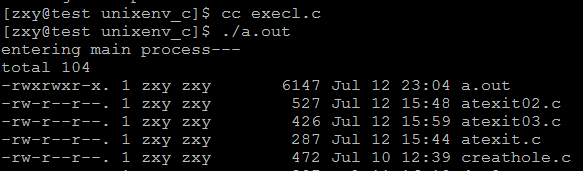 [zxy@test unixenv_c]$ cc execl.c
[zxy@test unixenv_c]$ ./a.out
entering main process---
total 104
-rwxrwxr-x. 1 zxy zxy 6147 Jul 12 23:04 a.out
-rw-r--r--. 1 zxy zxy 527 Jul 12 15:48 atexit02.c
-rw-r--r--. 1 zxy zxy 426 Jul 12 15:59 atexit03.c
-rw-r--r--. 1 zxy zxy 287 Jul 12 15:44 atexit.c
-rw-r--r--. 1 zxy zxy 472 Jul 10 12:39 creathole.c